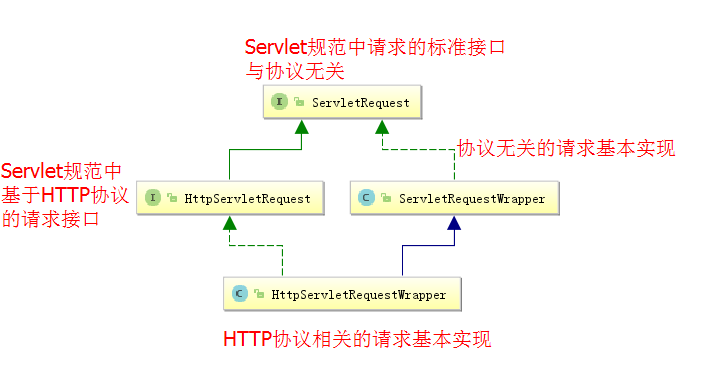 Servlet规范中请求的标准接口
与协议无关
I ServletRequest
协议无关的请求基本实现
Servlet规范中
基于HTTP协议
的请求接口
I HttpServletRequest
C ServletRequestWrapper
C HttpServletRequestWrapper
HTTP协议相关的请求基本实现